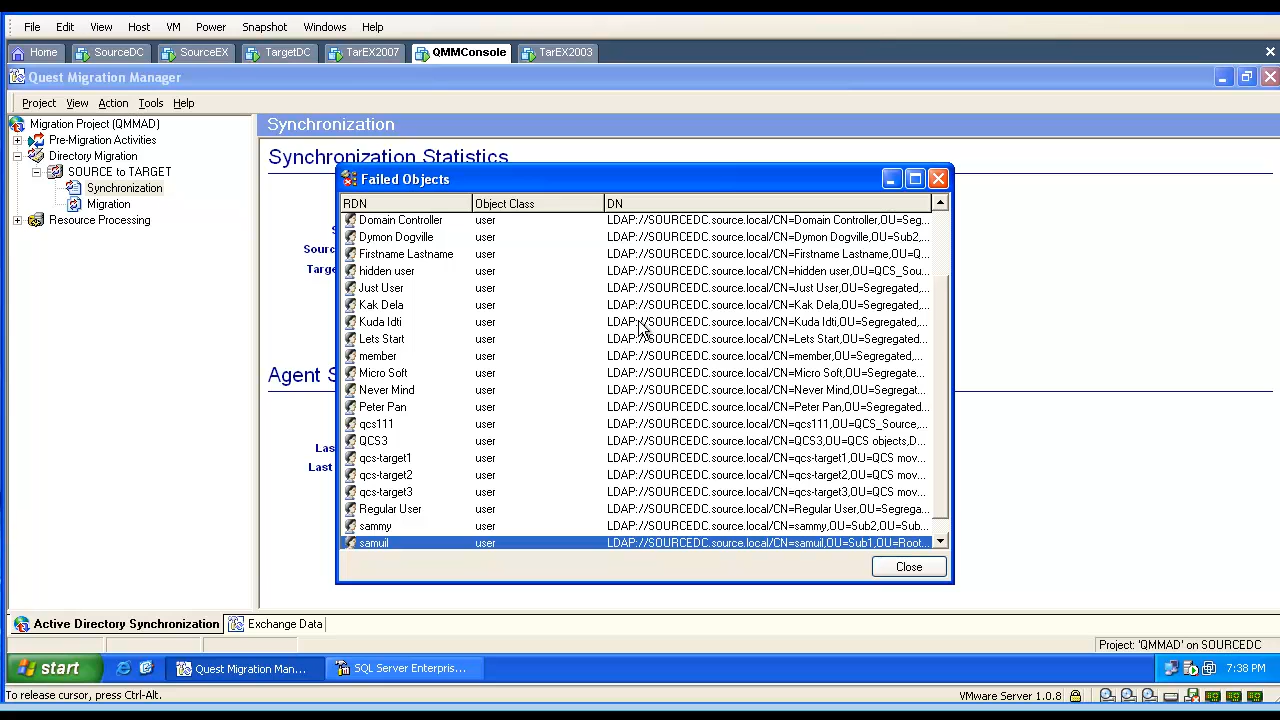 File Edit View Host VM Power Snapshot Windows Help
Home SourceDC SourceEX TargetDC TarEX2007 QMMConsole TarEX2003
Quest Migration Manager
Project View Action Tools Help
Migration Project (QMMAD)
Pre-Migration Activities
Directory Migration
SOURCE to TARGET
Synchronization
Migration
Resource Processing
Synchronization
Synchronization Statistics
Sourc
Targe
Agent S
Las
Last
Failed Objects
RDN Object Class DN
Domain Controller user LDAP://SOURCEDC.source.local/CN=Domain Controller,OU=Seg...
Dymon Dogville user LDAP://SOURCEDC.source.local/CN=Dymon Dogville,OU=Sub2,...
Firstname Lastname user LDAP://SOURCEDC.source.local/CN=Firstname Lastname,OU=Q...
hidden user user LDAP://SOURCEDC.source.local/CN=hidden user,OU=QCS_Sou...
Just User user LDAP://SOURCEDC.source.local/CN=Just User,OU=Segregated,...
Kak Dela user LDAP://SOURCEDC.source.local/CN=Kak Dela,OU=Segregated,...
Kuda Idti user LDAP://SOURCEDC.source.local/CN=Kuda Idti,OU=Segregated,...
Lets Start user LDAP://SOURCEDC.source.local/CN=Lets Start,OU=Segregated...
member user LDAP://SOURCEDC.source.local/CN=member,OU=Segregated,...
Micro Soft user LDAP://SOURCEDC.source.local/CN=Micro Soft,OU=Segregate...
Never Mind user LDAP://SOURCEDC.source.local/CN=Never Mind,OU=Segregat...
Peter Pan user LDAP://SOURCEDC.source.local/CN=Peter Pan,OU=Segregated...
qcs111 user LDAP://SOURCEDC.source.local/CN=qcs111,OU=QCS_Source,...
QCS3 user LDAP://SOURCEDC.source.local/CN=QCS3,OU=QCS objects,D...
qcs-target1 user LDAP://SOURCEDC.source.local/CN=qcs-target1,OU=QCS mov...
qcs-target2 user LDAP://SOURCEDC.source.local/CN=qcs-target2,OU=QCS mov...
qcs-target3 user LDAP://SOURCEDC.source.local/CN=qcs-target3,OU=QCS mov...
Regular User user LDAP://SOURCEDC.source.local/CN=Regular User,OU=Segrega...
sammy user LDAP://SOURCEDC.source.local/CN=sammy,OU=Sub2,OU=Sub...
samuil user LDAP://SOURCEDC.source.local/CN=samuil,OU=Sub1,OU=Root...
Close
Active Directory Synchronization Exchange Data
Project: 'QMMAD' on SOURCEDC
start Quest Migration Man... SQL Server Enterpris... 7:38 PM
To release cursor, press Ctrl-Alt. VMware Server 1.0.8